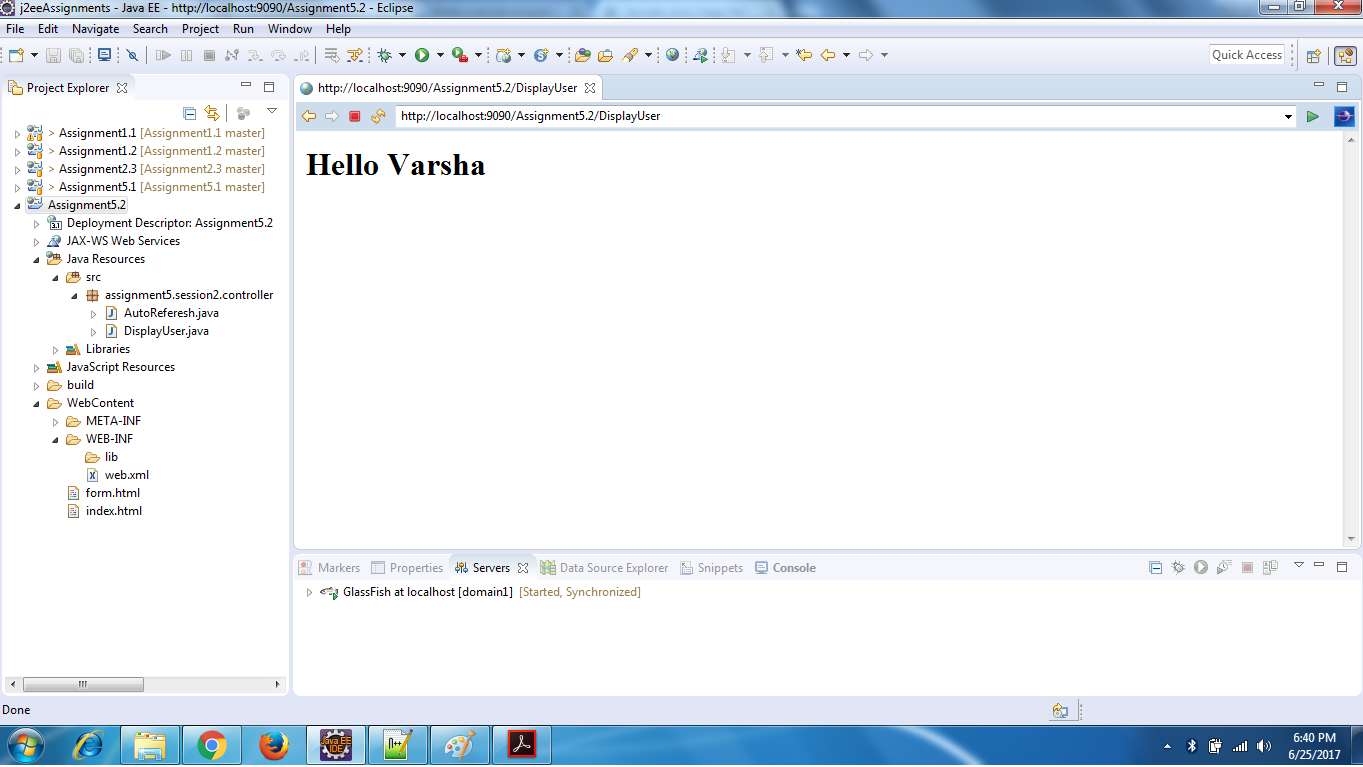 j2eeAssignments - Java EE - http://localhost:9090/Assignment5.2/DisplayUser - Eclipse
File Edit Navigate Search Project Run Window Help
Quick Access
Project Explorer
> Assignment1.1 [Assignment1.1 master]
> Assignment1.2 [Assignment1.2 master]
> Assignment2.3 [Assignment2.3 master]
> Assignment5.1 [Assignment5.1 master]
Assignment5.2
Deployment Descriptor: Assignment5.2
JAX-WS Web Services
Java Resources
src
assignment5.session2.controller
AutoReferesh.java
DisplayUser.java
Libraries
JavaScript Resources
build
WebContent
META-INF
WEB-INF
lib
web.xml
form.html
index.html
http://localhost:9090/Assignment5.2/DisplayUser
http://localhost:9090/Assignment5.2/DisplayUser
Hello Varsha
Markers Properties Servers Data Source Explorer Snippets Console
GlassFish at localhost [domain1] [Started, Synchronized]
Done
Java EE
IDE
N++
6:40 PM
6/25/2017